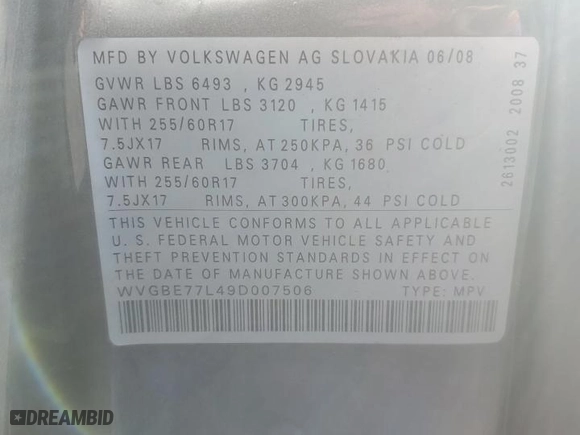 MFD BY VOLKSWAGEN AG SLOVAKIA 06/08
GVWR LBS 6493 , KG 2945
GAWR FRONT LBS 3120 , KG 1415
WITH 255/60R17 TIRES,
7.5JX17 RIMS, AT 250KPA, 36 PSI COLD
GAWR REAR LBS 3704 , KG 1680
WITH 255/60R17 TIRES,
7.5JX17 RIMS, AT 300KPA, 44 PSI COLD
THIS VEHICLE CONFORMS TO ALL APPLICABLE
U. S. FEDERAL MOTOR VEHICLE SAFETY AND
THEFT PREVENTION STANDARDS IN EFFECT ON
THE DATE OF MANUFACTURE SHOWN ABOVE.
WVGBE77L49D007506 TYPE: MPV
2613002 2008 37
DREAMBID